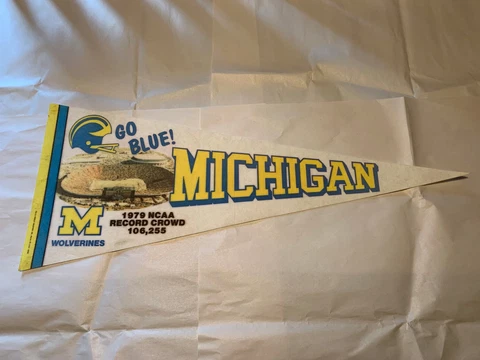 GO
BLUE!
MICHIGAN
M
WOLVERINES
1979 NCAA
RECORD CROWD
106,255